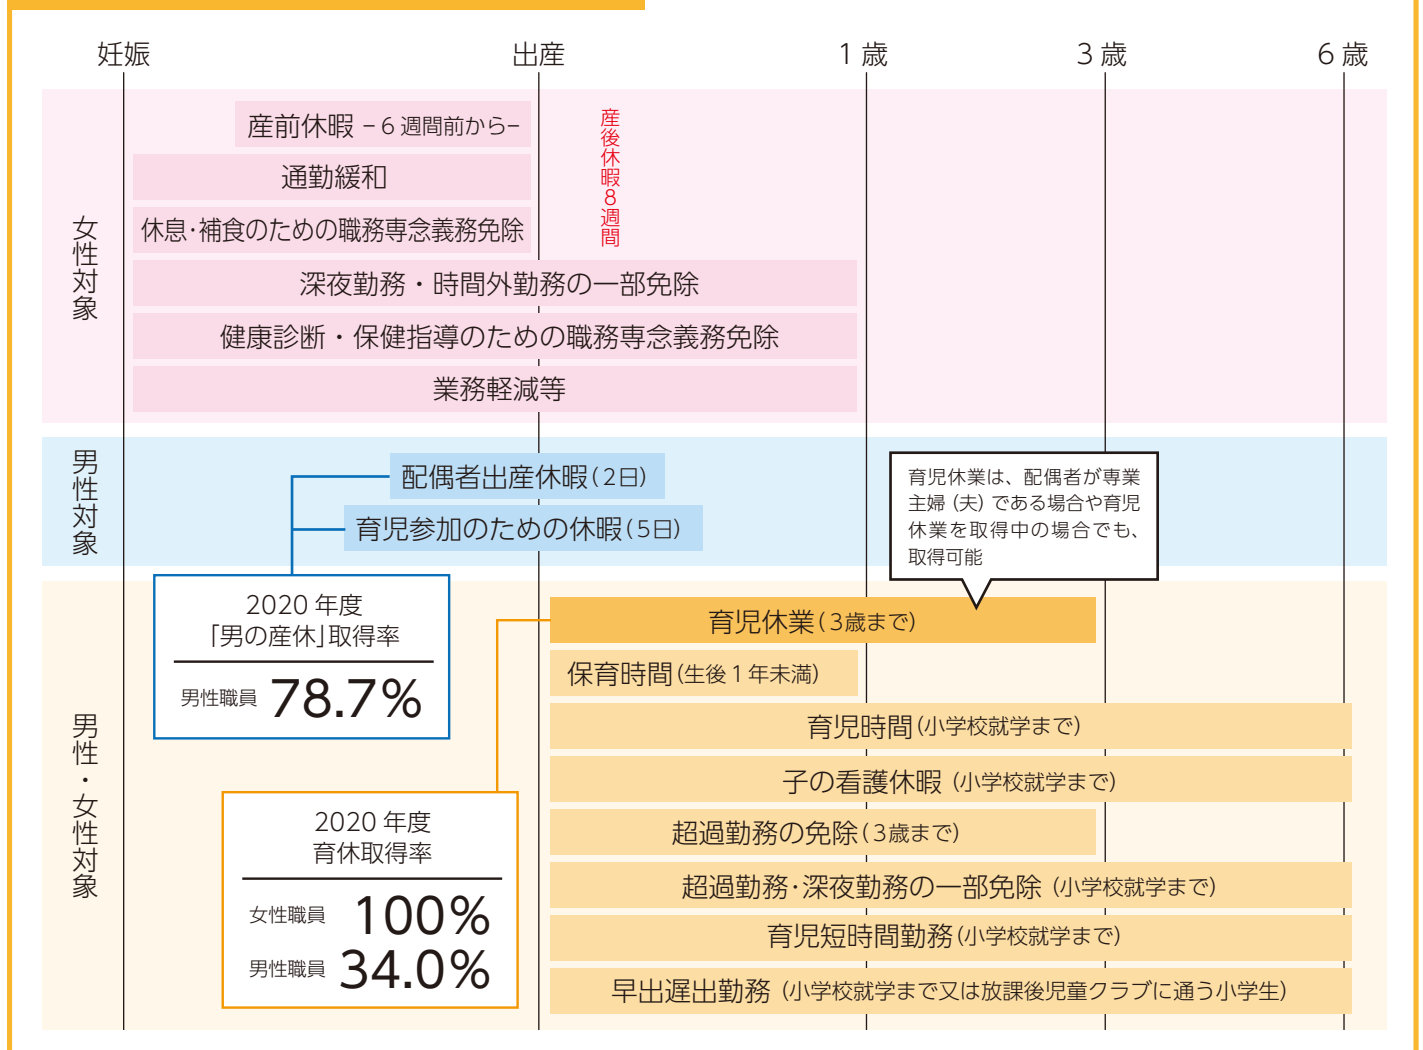 妊娠
出産
1 歳
3 歳
6 歳
女性対象
産前休暇 −6 週間前から−
通勤緩和
休息･補食のための職務専念義務免除
産後休暇8週間
深夜勤務・時間外勤務の一部免除
健康診断・保健指導のための職務専念義務免除
業務軽減等
男性対象
配偶者出産休暇(2日)
育児参加のための休暇(5日)
育児休業は、配偶者が専業
主婦（夫）である場合や育児
休業を取得中の場合でも、
取得可能
2020 年度
｢男の産休｣取得率
男性職員 78.7%
男性・女性対象
育児休業(3歳まで)
保育時間(生後1年未満)
育児時間(小学校就学まで)
子の看護休暇 (小学校就学まで)
超過勤務の免除(3歳まで)
超過勤務･深夜勤務の一部免除 (小学校就学まで)
育児短時間勤務(小学校就学まで)
早出遅出勤務 (小学校就学まで又は放課後児童クラブに通う小学生)
2020 年度
育休取得率
女性職員 100%
男性職員 34.0%